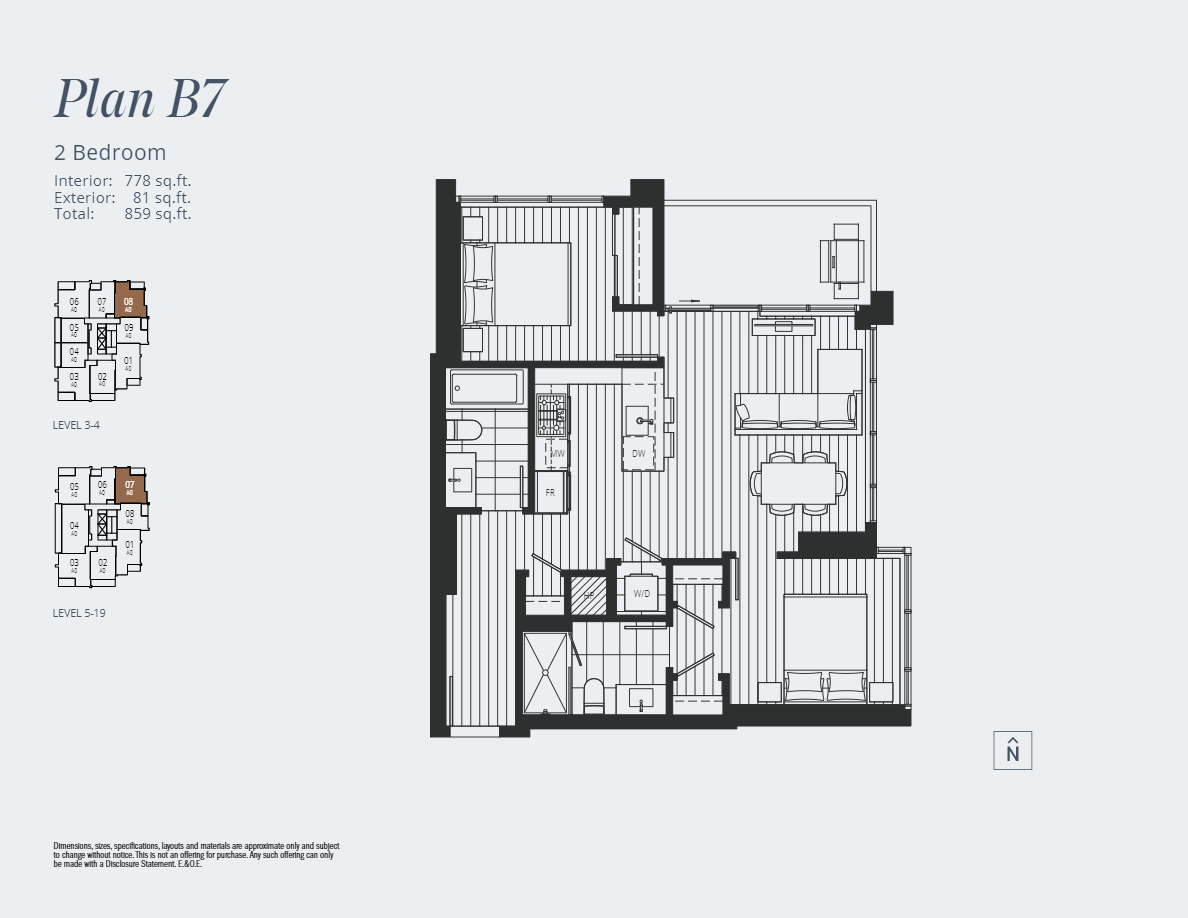 Plan B7
2 Bedroom
Interior: 778 sq.ft.
Exterior: 81 sq.ft.
Total: 859 sq.ft.
06 A0
07 A0
08 A0
05 A0
09 A0
04 A0
01 A0
03 A0
02 A0
LEVEL 3-4
05 A0
06 A0
07 A0
04 A0
08 A0
01 A0
03 A0
02 A0
LEVEL 5-19
MW
DW
FR
HP
W/D
N
Dimensions, sizes, specifications, layouts and materials are approximate only and subject
to change without notice. This is not an offering for purchase. Any such offering can only
be made with a Disclosure Statement. E.&O.E.